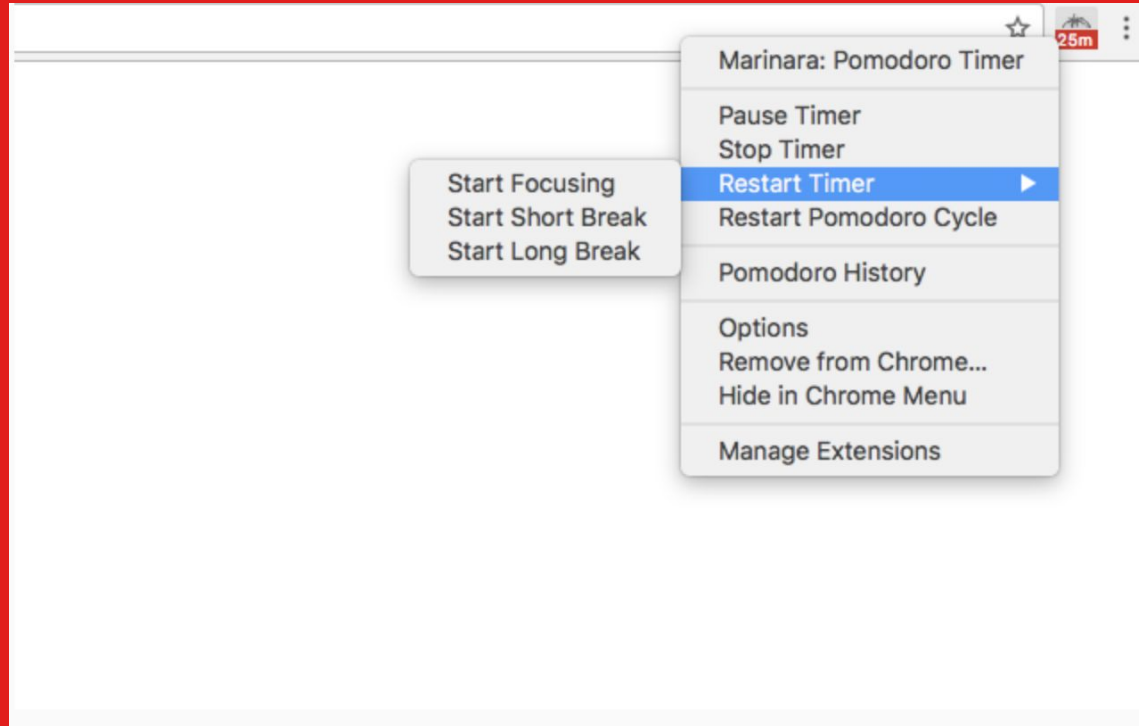 25m
Marinara: Pomodoro Timer
Pause Timer
Stop Timer
Restart Timer
Restart Pomodoro Cycle
Pomodoro History
Options
Remove from Chrome...
Hide in Chrome Menu
Manage Extensions
Start Focusing
Start Short Break
Start Long Break